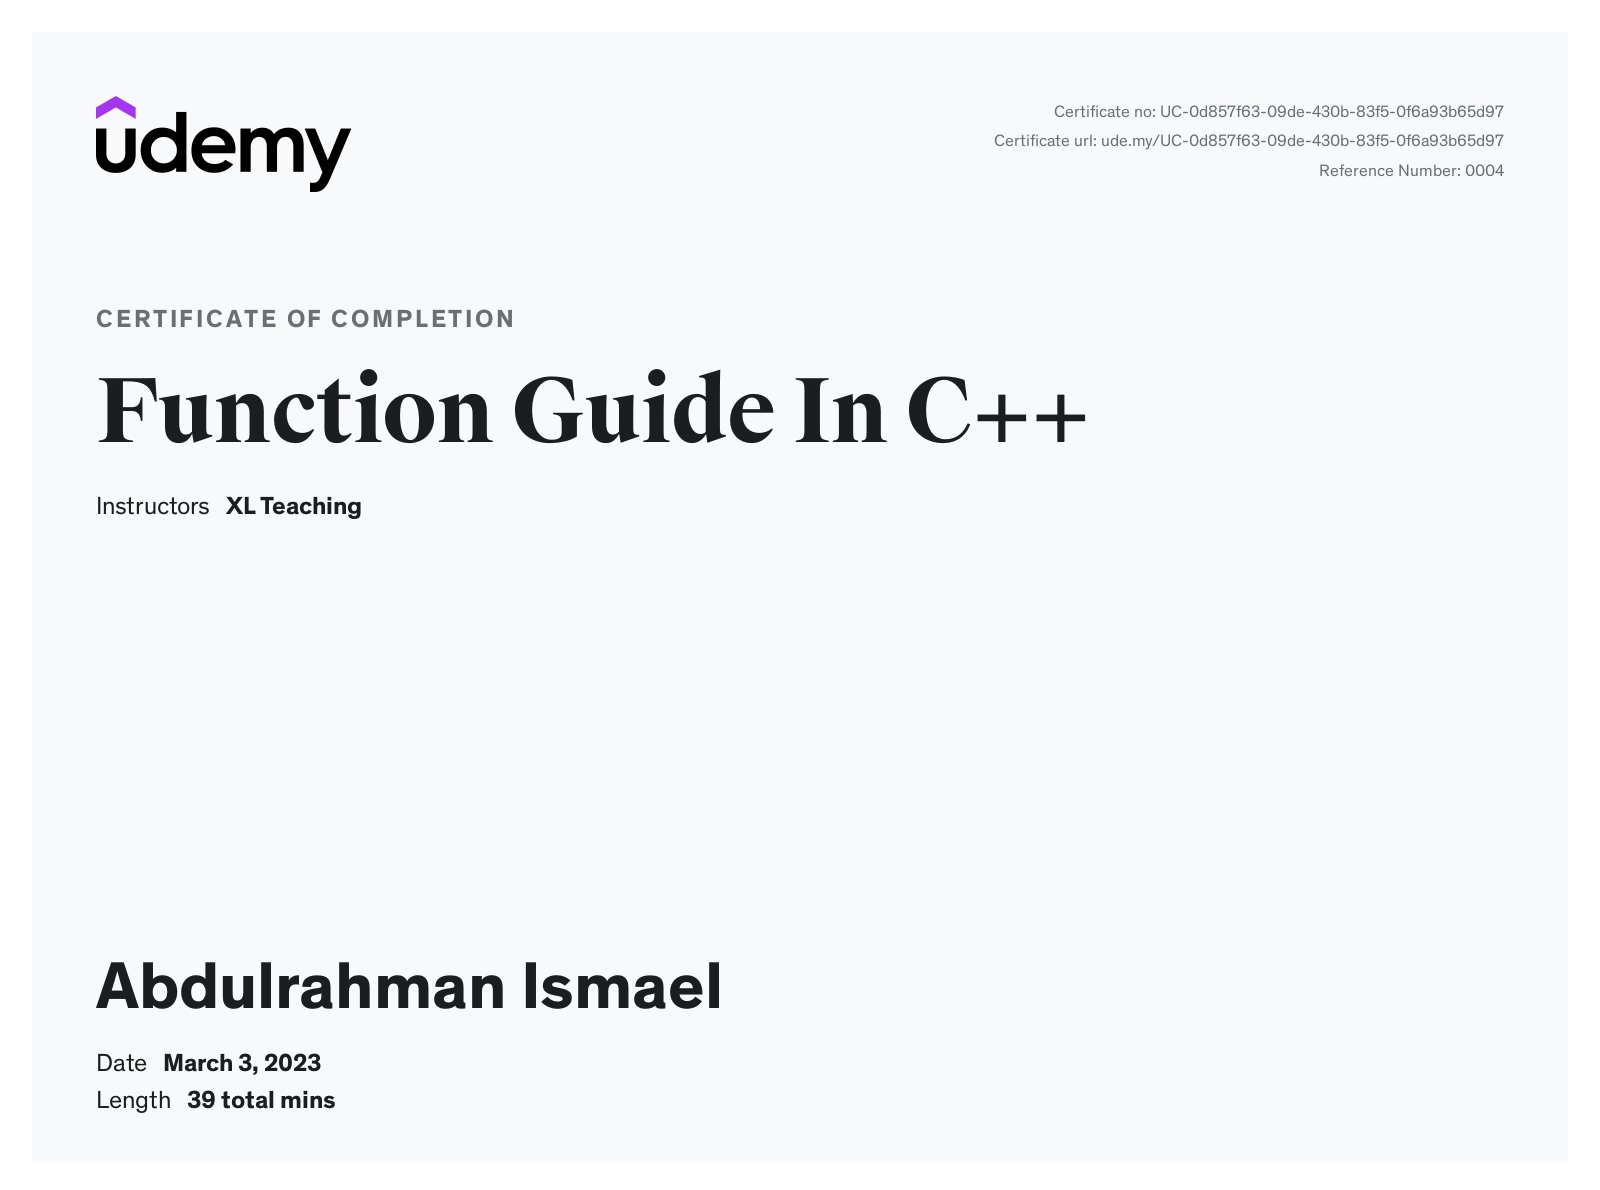 udemy
Certificate no: UC-0d857f63-09de-430b-83f5-0f6a93b65d97
Certificate url: ude.my/UC-0d857f63-09de-430b-83f5-0f6a93b65d97
Reference Number: 0004
CERTIFICATE OF COMPLETION
Function Guide In C++
Instructors XL Teaching
Abdulrahman Ismael
Date March 3, 2023
Length 39 total mins